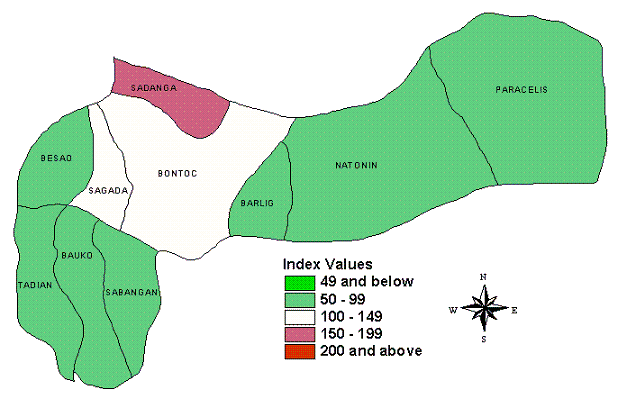 SADANGA
PARACELIS
BESAO
BONTOC
NATONIN
SAGADA
BARLIG
BAUKO
TADIAN
SABANGAN
Index Values
49 and below
50 - 99
100 - 149
150 - 199
200 and above
N
W
E
S